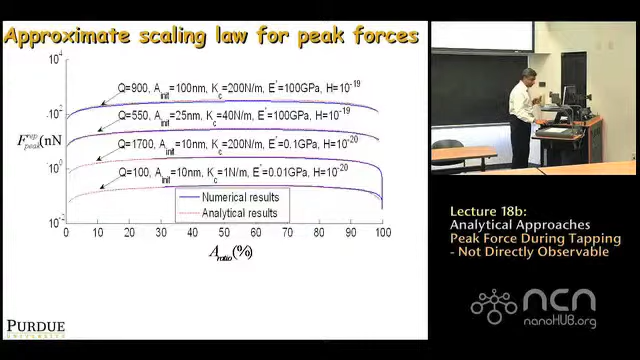 Approximate scaling law for peak forces
10^4
Q=900, A_init=100nm, K_c=200N/m, E*=100GPa, H=10^-19
10^2
Q=550, A_init=25nm, K_c=40N/m, E*=100GPa, H=10^-19
F^rep_peak(nN
Q=1700, A_init=10nm, K_c=200N/m, E*=0.1GPa, H=10^-20
10^0
Q=100, A_init=10nm, K_c=1N/m, E*=0.01GPa, H=10^-20
Numerical results
Analytical results
10^-2
0 10 20 30 40 50 60 70 80 90 100
A_ratio(%)
PURDUE
UNIVERSITY
Lecture 18b:
Analytical Approaches
Peak Force During Tapping
- Not Directly Observable
ncn
nanoHUB.org